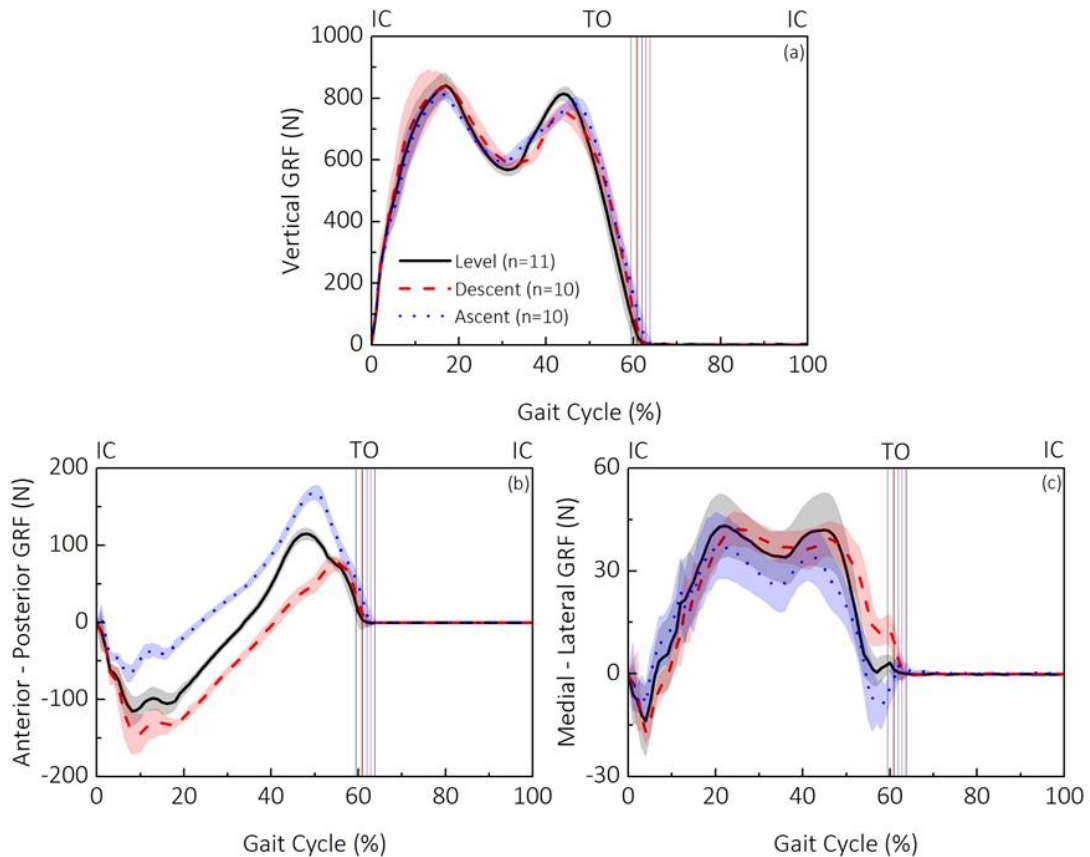 IC TO IC
1000
(a)
800
600
400
200
0
Vertical GRF (N)
Level (n=11)
Descent (n=10)
Ascent (n=10)
0 20 40 60 80 100
Gait Cycle (%)
IC TO IC
200
(b)
100
0
-100
-200
Anterior - Posterior GRF (N)
0 20 40 60 80 100
Gait Cycle (%)
IC TO IC
60
(c)
30
0
-30
Medial - Lateral GRF (N)
0 20 40 60 80 100
Gait Cycle (%)